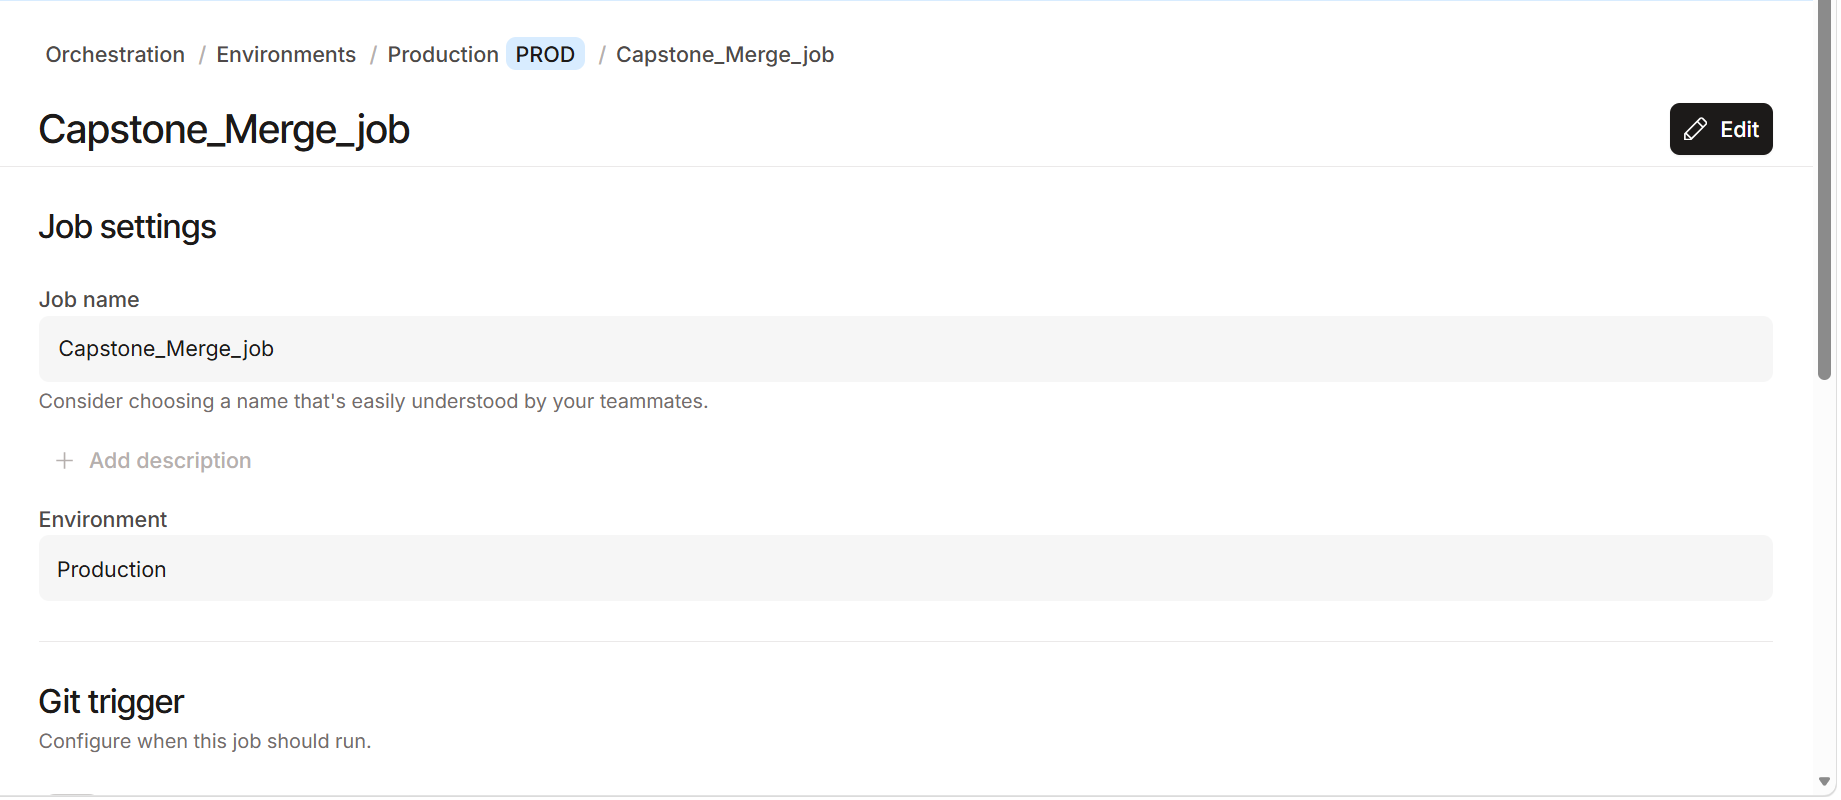 Orchestration / Environments / Production PROD / Capstone_Merge_job
Capstone_Merge_job
Edit
Job settings
Job name
Capstone_Merge_job
Consider choosing a name that's easily understood by your teammates.
+ Add description
Environment
Production
Git trigger
Configure when this job should run.